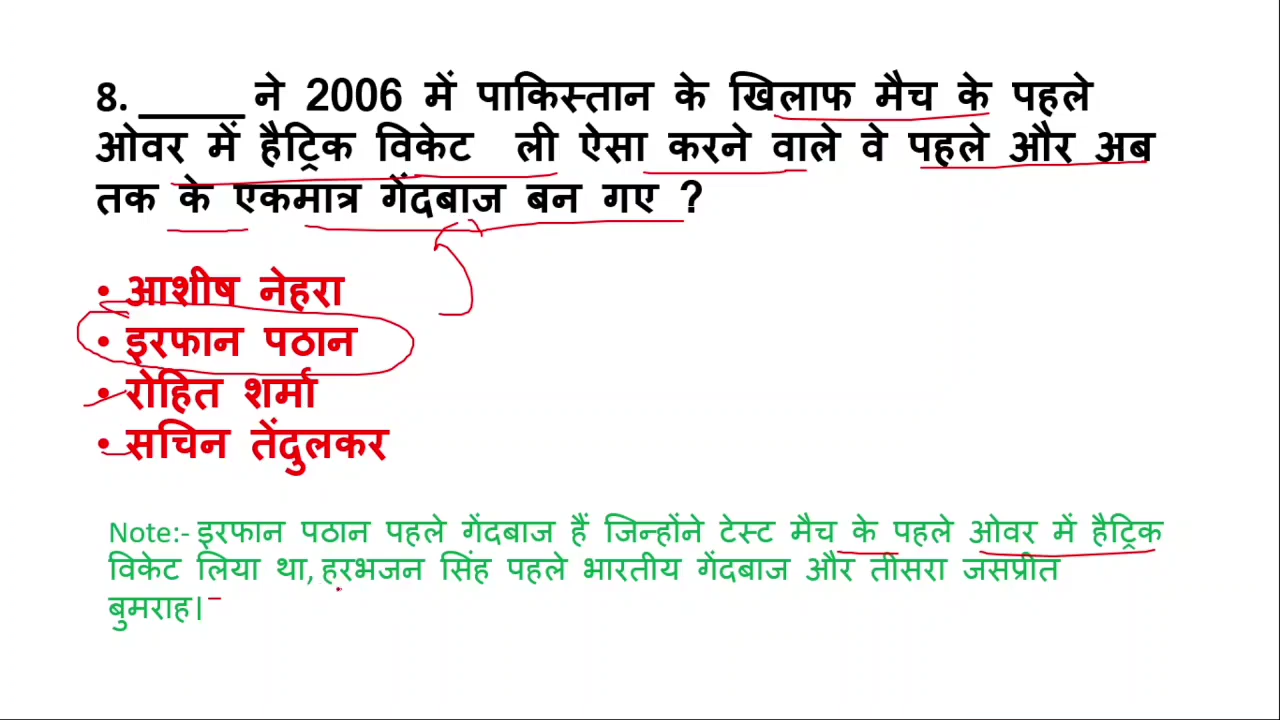 8. _____ ने 2006 में पाकिस्तान के खिलाफ मैच के पहले
ओवर में हैट्रिक विकेट ली ऐसा करने वाले वे पहले और अब
तक के एकमात्र गेंदबाज बन गए ?
• आशीष नेहरा
• इरफान पठान
• रोहित शर्मा
• सचिन तेंदुलकर
Note:- इरफान पठान पहले गेंदबाज हैं जिन्होंने टेस्ट मैच के पहले ओवर में हैट्रिक
विकेट लिया था, हरभजन सिंह पहले भारतीय गेंदबाज और तीसरा जसप्रीत
बुमराह।